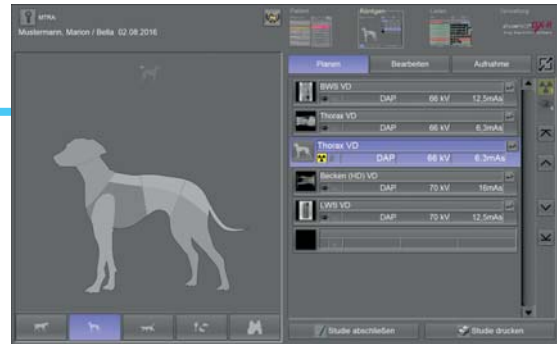 MTRA
Mustermann, Marion / Bella 02.08.2016
Patient
Röntgen
Listen
Verwaltung
Planen
Bearbeiten
Aufnahme
BWS VD
DAP 66 kV 12,5mAs
Thorax VD
DAP 66 kV 6,3mAs
Thorax VD
DAP 66 kV 6,3mAs
Becken (HD) VD
DAP 70 kV 16mAs
LWS VD
DAP 70 kV 12,5mAs
Studie abschließen
Studie drucken